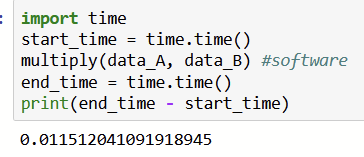 import time
start_time = time.time()
multiply(data_A, data_B) #software
end_time = time.time()
print(end_time - start_time)
0.011512041091918945